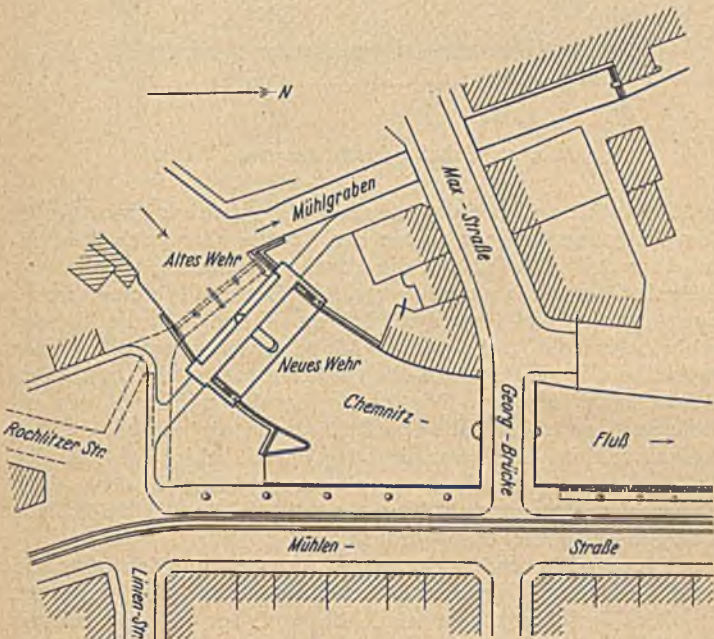 N
Mühlgraben
Max - Straße
Altes Wehr
Neues Wehr
Chemnitz -
Georg - Brücke
Fluß
Rochlitzer Str.
Mühlen - Straße
Linien-Str.